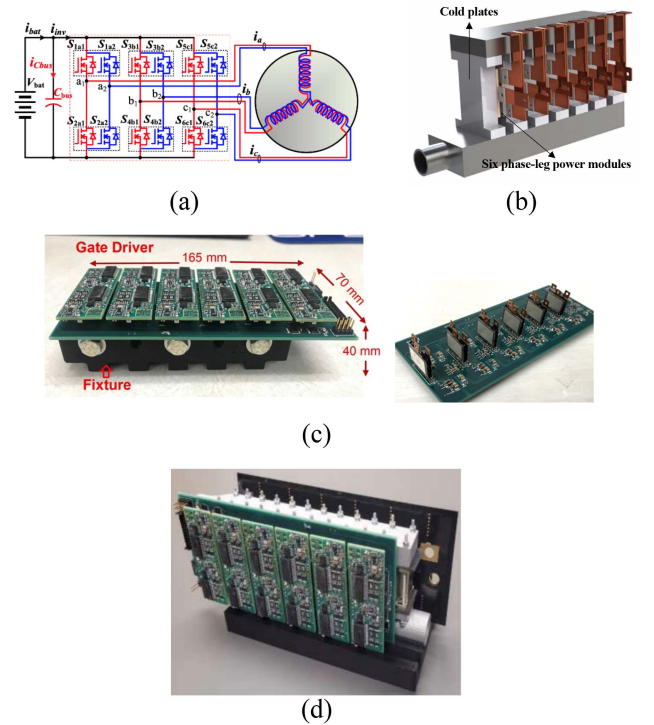 i_bat i_inv
S_1a1 S_1a2 S_3b1 S_3b2 S_5c1 S_5c2
i_a
i_Cbus
V_bat
C_bus
a_1 a_2 b_1 b_2 c_1 c_2
i_b
S_2a1 S_2a2 S_4b1 S_4b2 S_6c1 S_6c2
i_c
(a)
Cold plates
Six phase-leg power modules
(b)
Gate Driver
165 mm
70 mm
40 mm
Fixture
(c)
(d)